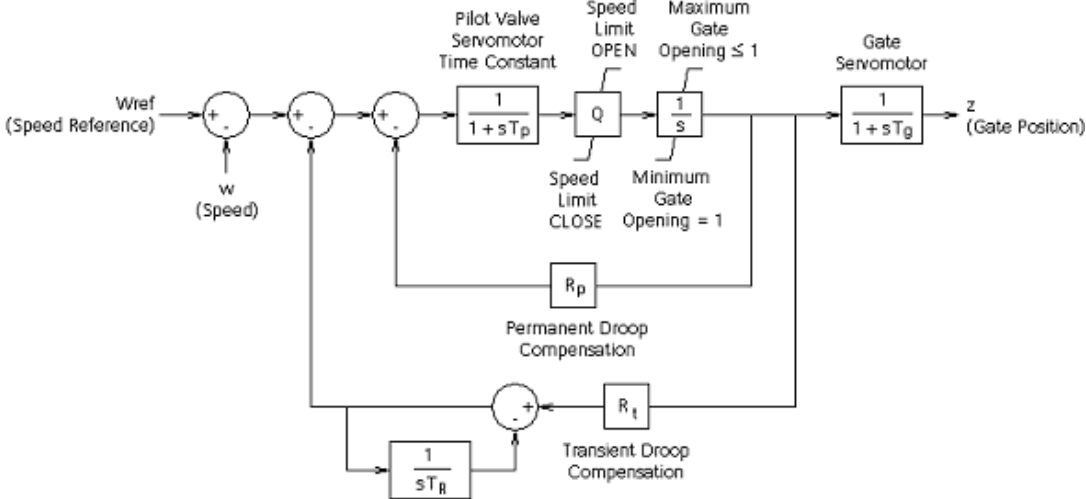 Pilot Valve
Servomotor
Time Constant
Speed
Limit
OPEN
Maximum
Gate
Opening ≤ 1
Gate
Servomotor
Wref
(Speed Reference)
+
-
+
-
+
-
1
1 + sTp
Q
1
s
1
1 + sTg
z
(Gate Position)
w
(Speed)
Speed
Limit
CLOSE
Minimum
Gate
Opening = 1
Rp
Permanent Droop
Compensation
+
-
Rt
Transient Droop
Compensation
1
sTR